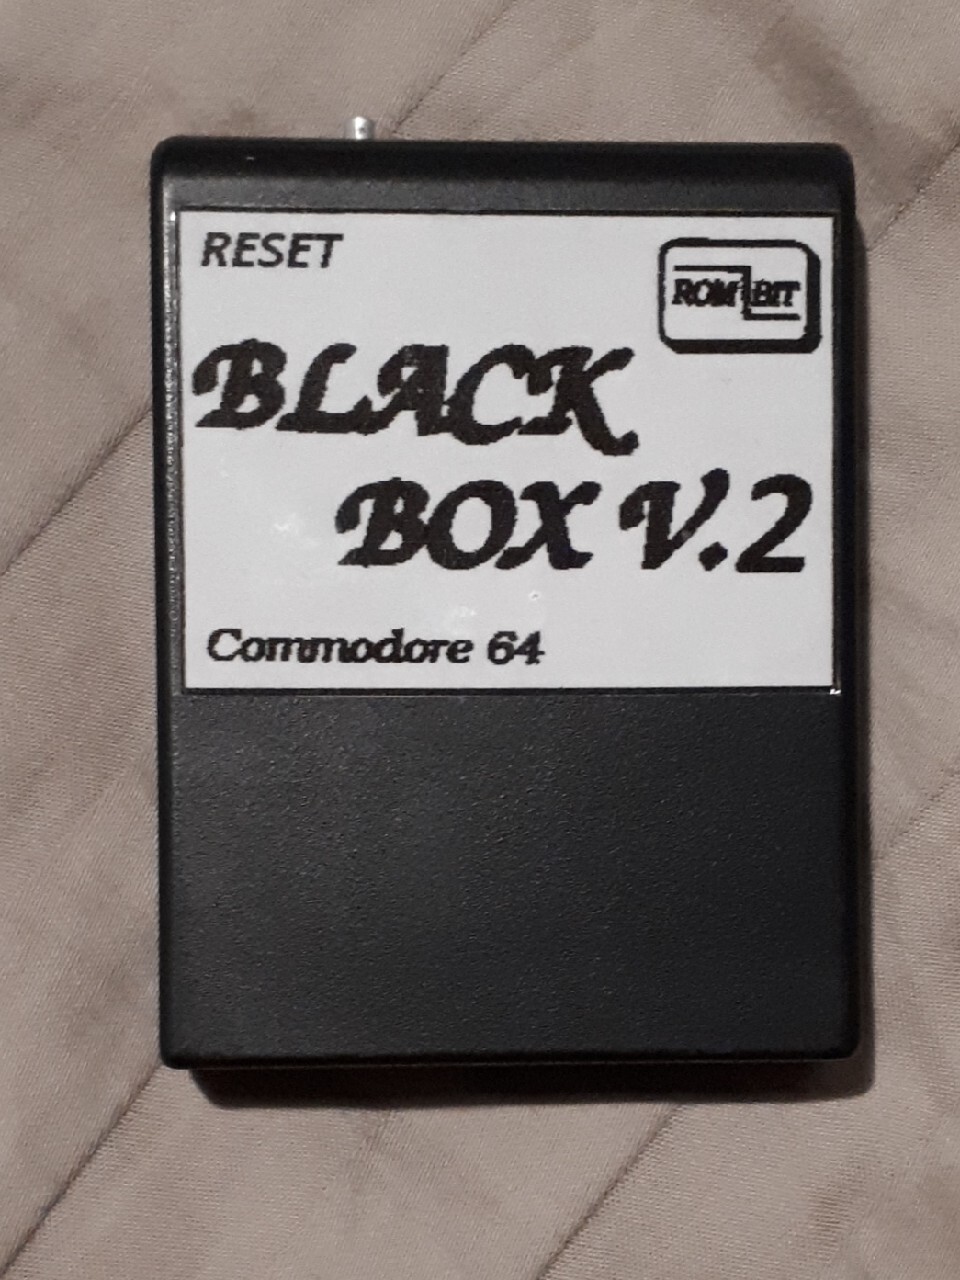 RESET
ROM BIT
BLACK
BOX V.2
Commodore 64